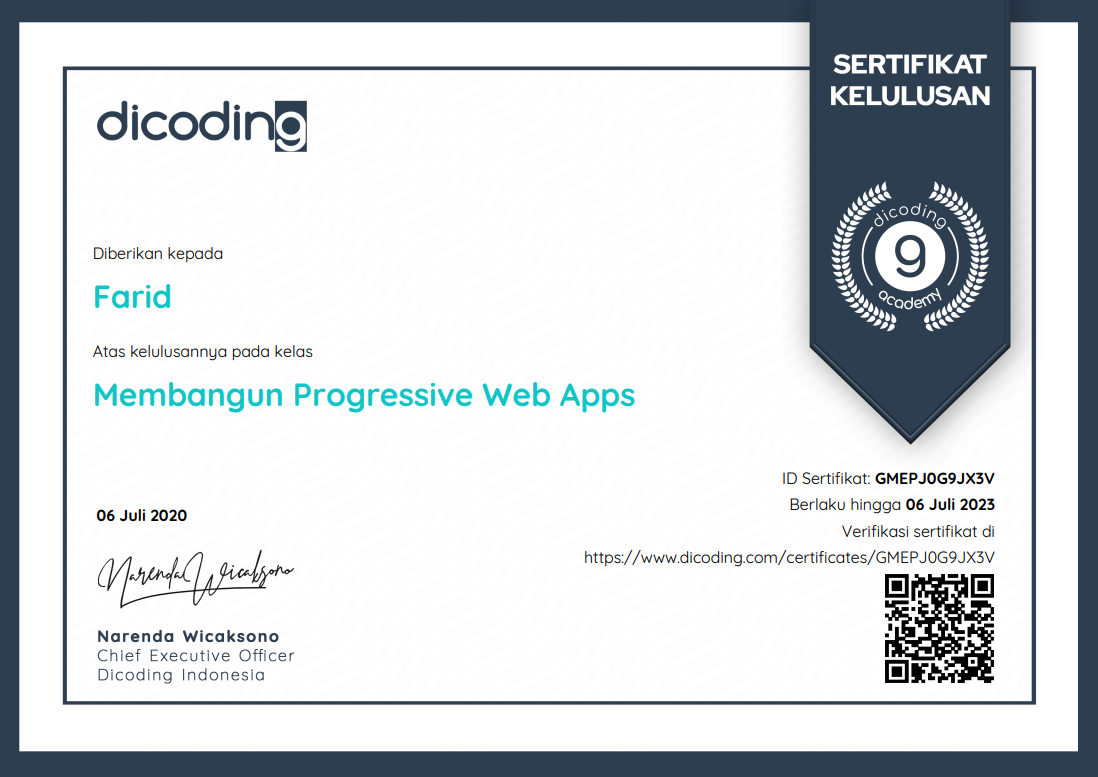 SERTIFIKAT
KELULUSAN
dicoding
dicoding
9
academy
Diberikan kepada
Farid
Atas kelulusannya pada kelas
Membangun Progressive Web Apps
ID Sertifikat: GMEPJ0G9JX3V
Berlaku hingga 06 Juli 2023
Verifikasi sertifikat di
https://www.dicoding.com/certificates/GMEPJ0G9JX3V
06 Juli 2020
Narenda Wicaksono
Narenda Wicaksono
Chief Executive Officer
Dicoding Indonesia